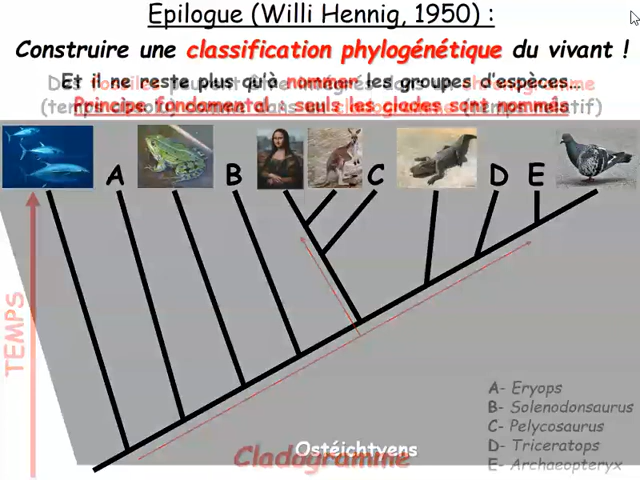 Epilogue (Willi Hennig, 1950) :
Construire une classification phylogénétique du vivant !
Et il ne reste plus qu'à nommer les groupes d'espèces…
Principe fondamental : seuls les clades sont nommés
A B C D E
TEMPS
A- Eryops
B- Solenodonsaurus
C- Pelycosaurus
D- Triceratops
E- Archaeopteryx
Ostéichtyens
Cladogramme